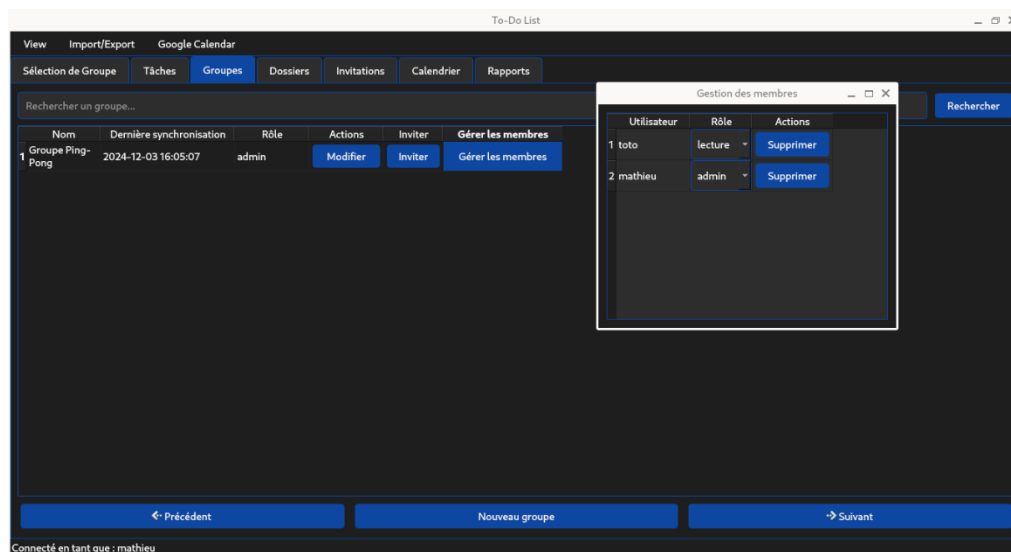 To-Do List
View Import/Export Google Calendar
Sélection de Groupe Tâches Groupes Dossiers Invitations Calendrier Rapports
Rechercher un groupe... Rechercher
Nom Dernière synchronisation Rôle Actions Inviter Gérer les membres
1 Groupe Ping-Pong 2024-12-03 16:05:07 admin Modifier Inviter Gérer les membres
Gestion des membres
Utilisateur Rôle Actions
1 toto lecture Supprimer
2 mathieu admin Supprimer
Précédent Nouveau groupe Suivant
Connecté en tant que : mathieu